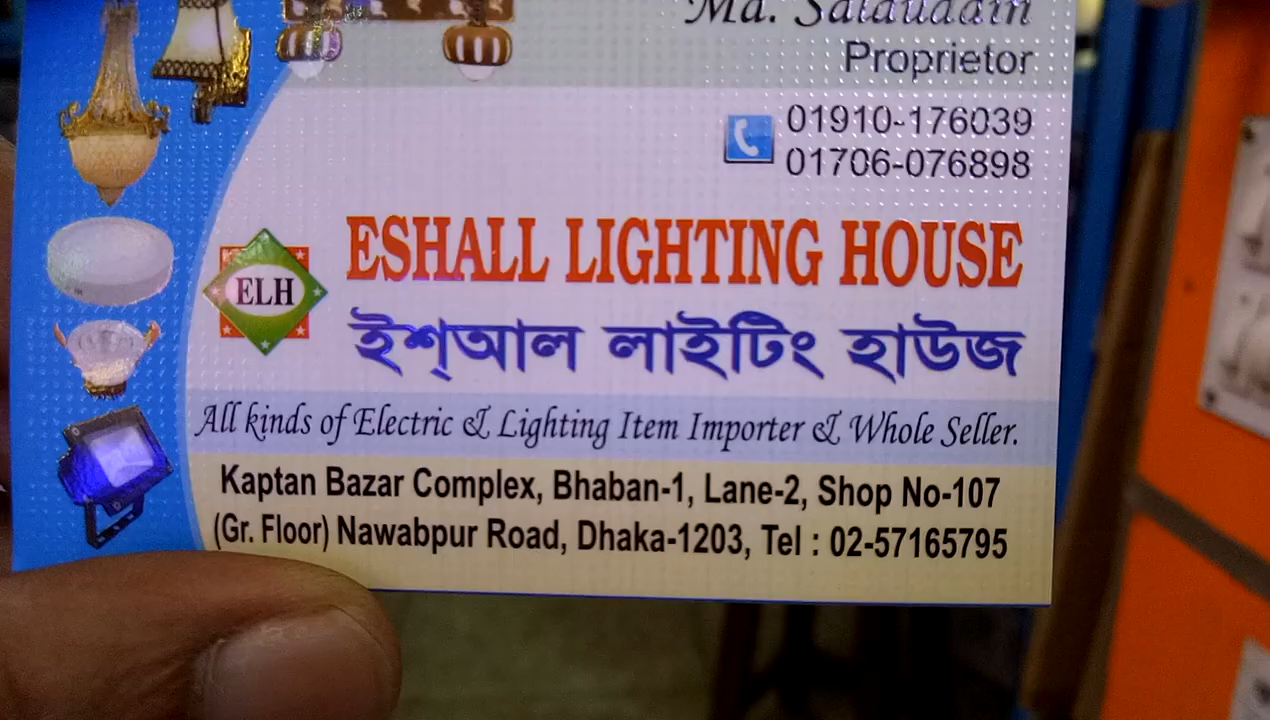 Md. Salauddin
Proprietor
01910-176039
01706-076898
ESHALL LIGHTING HOUSE
ELH
ইশ্আল লাইটিং হাউজ
All kinds of Electric & Lighting Item Importer & Whole Seller.
Kaptan Bazar Complex, Bhaban-1, Lane-2, Shop No-107
(Gr. Floor) Nawabpur Road, Dhaka-1203, Tel : 02-57165795